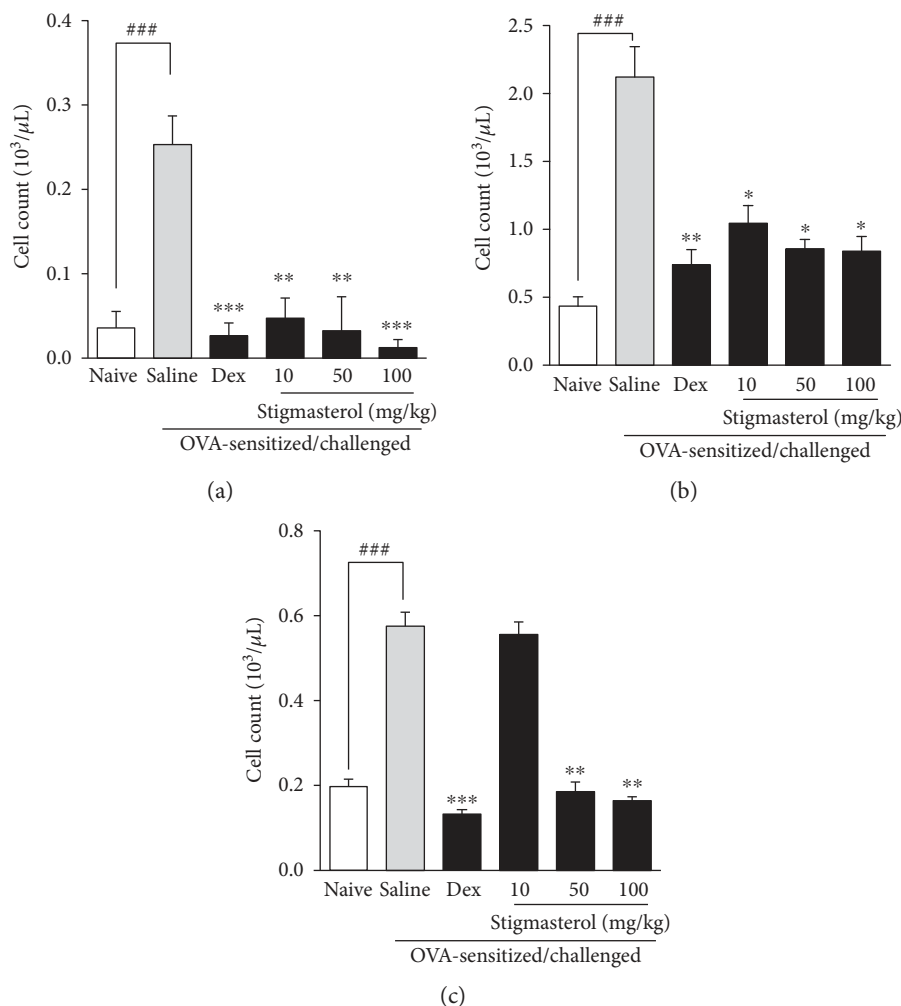 ###
0.4
0.3
0.2
0.1
0.0
Cell count (10³/μL)
***
**
**
***
Naive Saline Dex 10 50 100
Stigmasterol (mg/kg)
OVA-sensitized/challenged
(a)
###
2.5
2.0
1.5
1.0
0.5
0.0
Cell count (10³/μL)
**
*
*
*
Naive Saline Dex 10 50 100
Stigmasterol (mg/kg)
OVA-sensitized/challenged
(b)
0.8
0.6
0.4
0.2
0.0
Cell count (10³/μL)
###
***
**
**
Naive Saline Dex 10 50 100
Stigmasterol (mg/kg)
OVA-sensitized/challenged
(c)